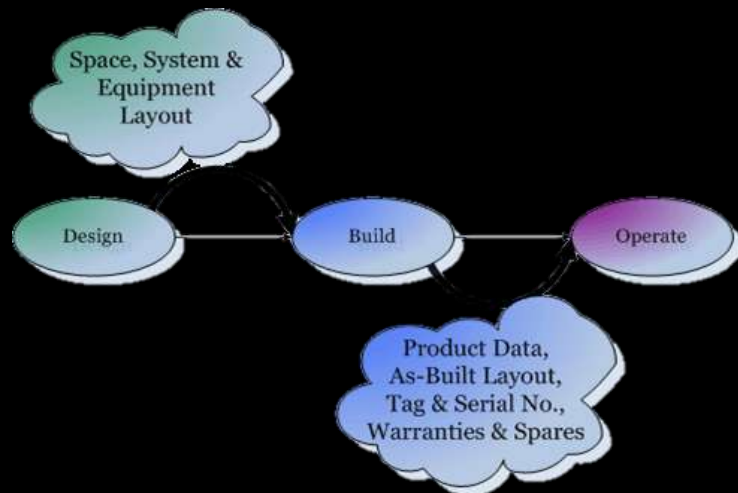 Space, System &
Equipment
Layout
Design
Build
Operate
Product Data,
As-Built Layout,
Tag & Serial No.,
Warranties & Spares